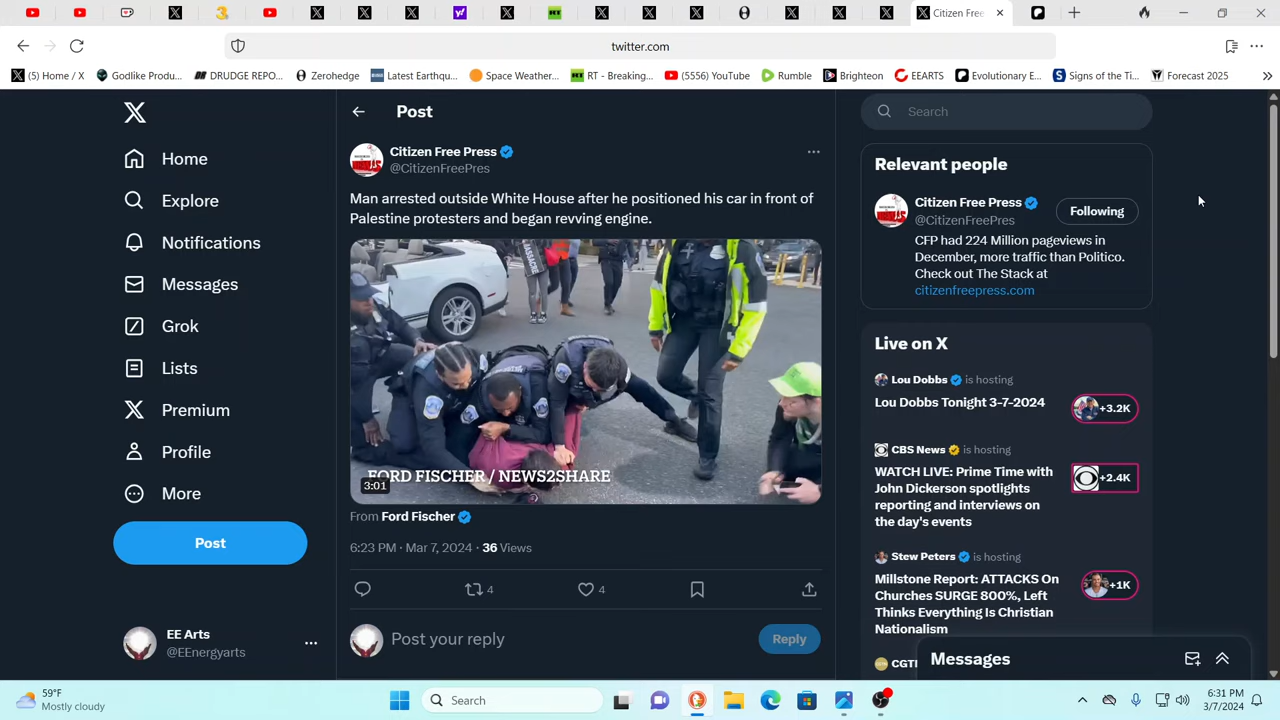 Citizen Free
twitter.com
(5) Home / X
Godlike Produ...
DRUDGE REPO...
Zerohedge
Latest Earthqu...
Space Weather...
RT - Breaking...
(5556) YouTube
Rumble
Brighteon
EEARTS
Evolutionary E...
Signs of the Ti...
Forecast 2025
Home
Explore
Notifications
Messages
Grok
Lists
Premium
Profile
More
Post
EE Arts
@EEnergyarts
Post
Citizen Free Press
@CitizenFreePres
Man arrested outside White House after he positioned his car in front of
Palestine protesters and began revving engine.
MASSACRE
FORD FISCHER / NEWS2SHARE
3:01
From Ford Fischer
6:23 PM · Mar 7, 2024 · 36 Views
4
4
Post your reply
Reply
Search
Relevant people
Citizen Free Press
@CitizenFreePres
Following
CFP had 224 Million pageviews in
December, more traffic than Politico.
Check out The Stack at
citizenfreepress.com
Live on X
Lou Dobbs is hosting
Lou Dobbs Tonight 3-7-2024
+3.2K
CBS News is hosting
WATCH LIVE: Prime Time with
John Dickerson spotlights
reporting and interviews on
the day's events
+2.4K
Stew Peters is hosting
Millstone Report: ATTACKS On
Churches SURGE 800%, Left
Thinks Everything Is Christian
Nationalism
+1K
CGT
Messages
59°F
Mostly cloudy
Search
6:31 PM
3/7/2024